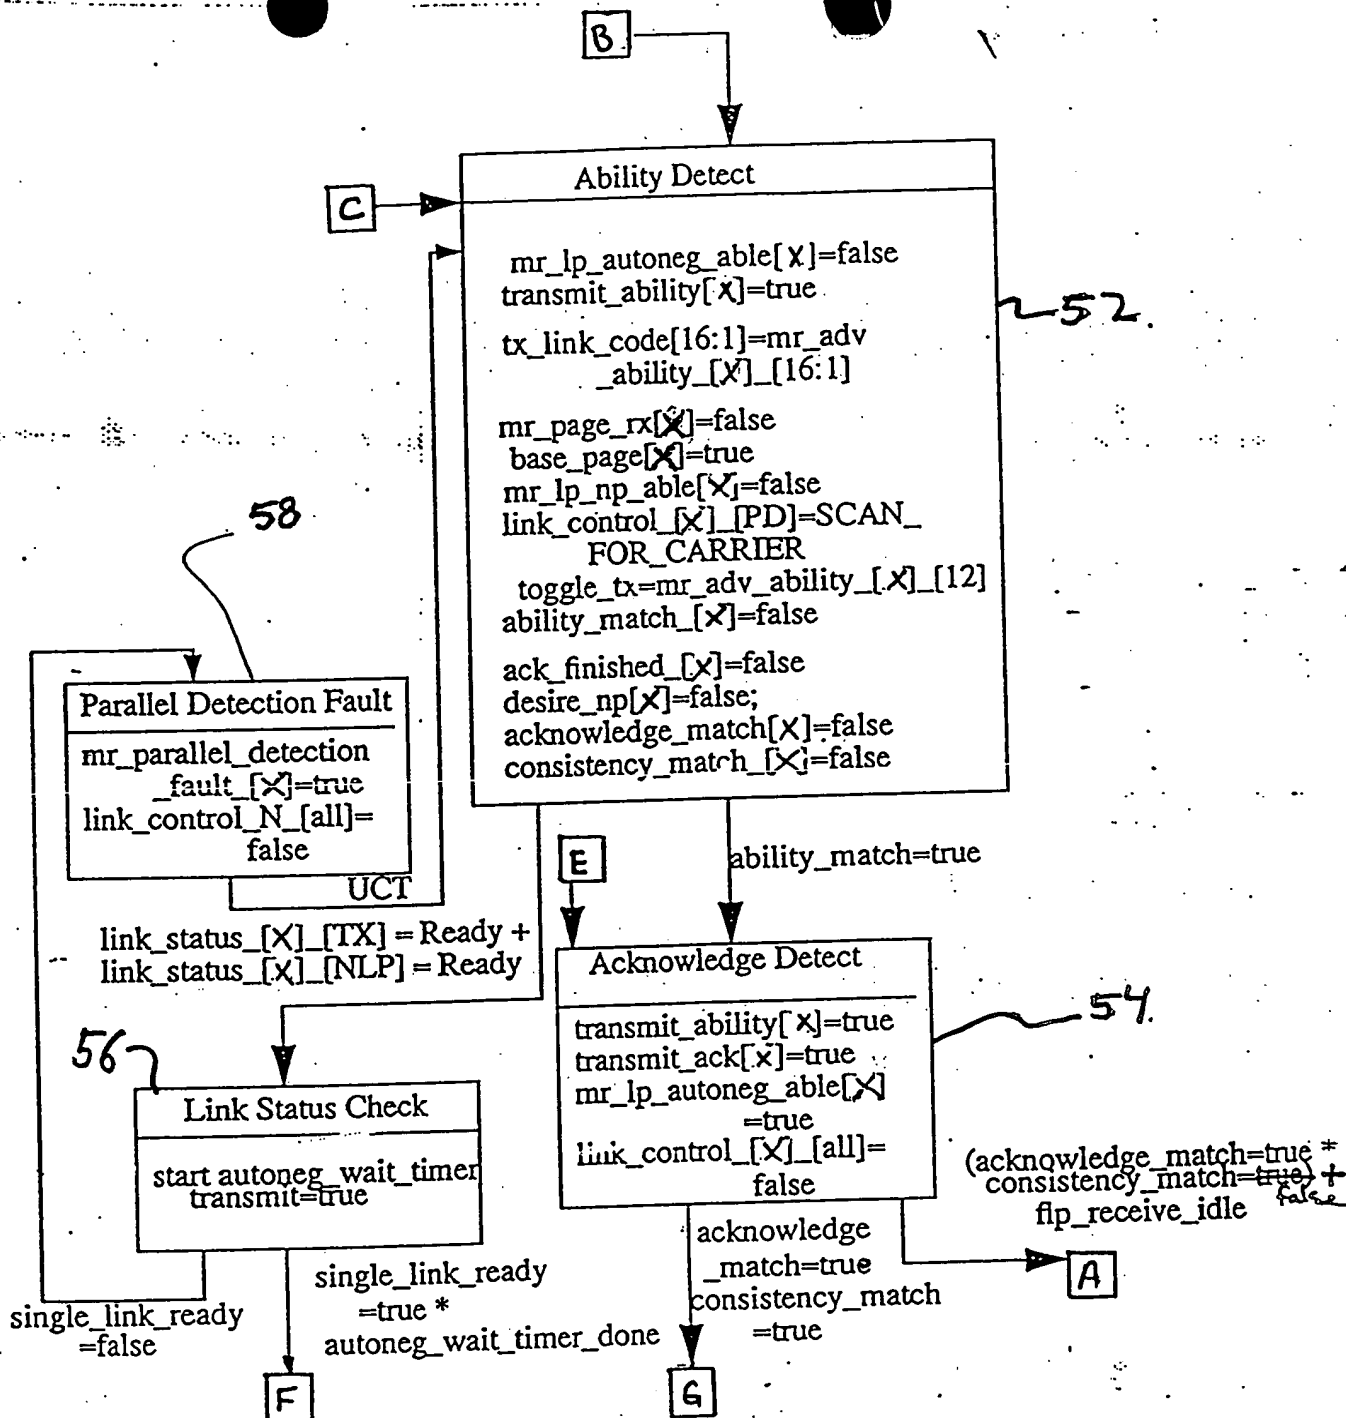 B
Ability Detect
C
mr_lp_autoneg_able[X]=false
transmit_ability[X]=true
52.
tx_link_code[16:1]=mr_adv
_ability_[X]_[16:1]
mr_page_rx[X]=false
base_page[X]=true
mr_lp_np_able[X]=false
link_control_[X]_[PD]=SCAN_
FOR_CARRIER
toggle_tx=mr_adv_ability_[X]_[12]
ability_match_[X]=false
ack_finished_[X]=false
desire_np[X]=false;
acknowledge_match[X]=false
consistency_match_[X]=false
58
Parallel Detection Fault
mr_parallel_detection
_fault_[X]=true
link_control_N_[all]=
false
UCT
E
ability_match=true
link_status_[X]_[TX] = Ready +
link_status_[X]_[NLP] = Ready
Acknowledge Detect
transmit_ability[X]=true
transmit_ack[X]=true
mr_lp_autoneg_able[X]
=true
link_control_[X]_[all]=
false
54.
56
Link Status Check
start autoneg_wait_timer
transmit=true
(acknowledge_match=true *
consistency_match=true) +
false
flp_receive_idle
A
acknowledge
_match=true
consistency_match
=true
single_link_ready
=true *
autoneg_wait_timer_done
single_link_ready
=false
F
G